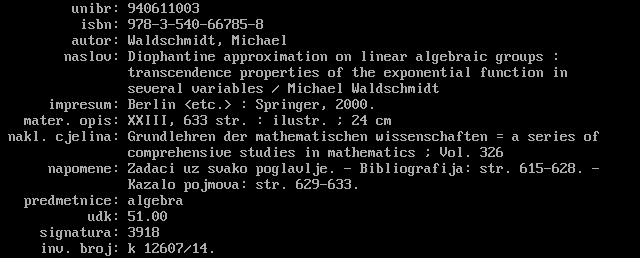 unibr: 940611003
isbn: 978-3-540-66785-8
autor: Waldschmidt, Michael
naslov: Diophantine approximation on linear algebraic groups :
transcendence properties of the exponential function in
several variables / Michael Waldschmidt
impresum: Berlin <etc.> : Springer, 2000.
mater. opis: XXIII, 633 str. : ilustr. ; 24 cm
nakl. cjelina: Grundlehren der mathematischen wissenschaften = a series of
comprehensive studies in mathematics ; Vol. 326
napomene: Zadaci uz svako poglavlje. - Bibliografija: str. 615-628. -
Kazalo pojmova: str. 629-633.
predmetnice: algebra
udk: 51.00
signatura: 3918
inv. broj: k 12607/14.